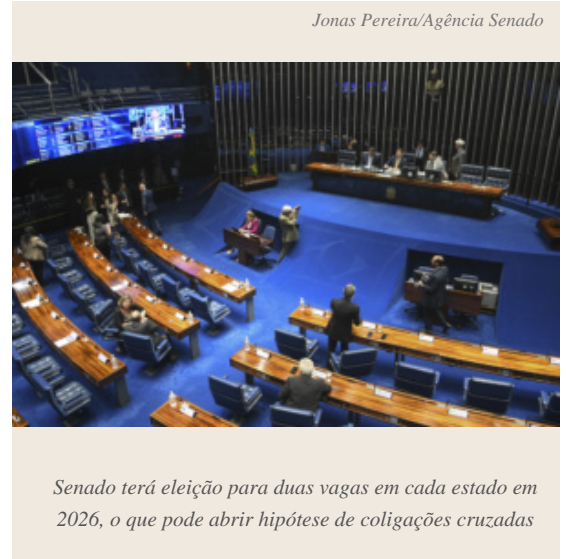 Jonas Pereira/Agência Senado
Senado terá eleição para duas vagas em cada estado em
2026, o que pode abrir hipótese de coligações cruzadas